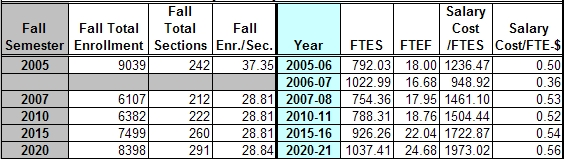 Fall Semester Fall Total Enrollment Fall Total Sections Fall Enr./Sec. Year FTES FTEF Salary Cost /FTES Salary Cost/FTE-$
2005 9039 242 37.35 2005-06 792.03 18.00 1236.47 0.50
2006-07 1022.99 16.68 948.92 0.36
2007 6107 212 28.81 2007-08 754.36 17.95 1461.10 0.53
2010 6382 222 28.81 2010-11 788.31 18.76 1504.44 0.52
2015 7499 260 28.81 2015-16 926.26 22.04 1722.87 0.54
2020 8398 291 28.84 2020-21 1037.41 24.68 1973.02 0.56